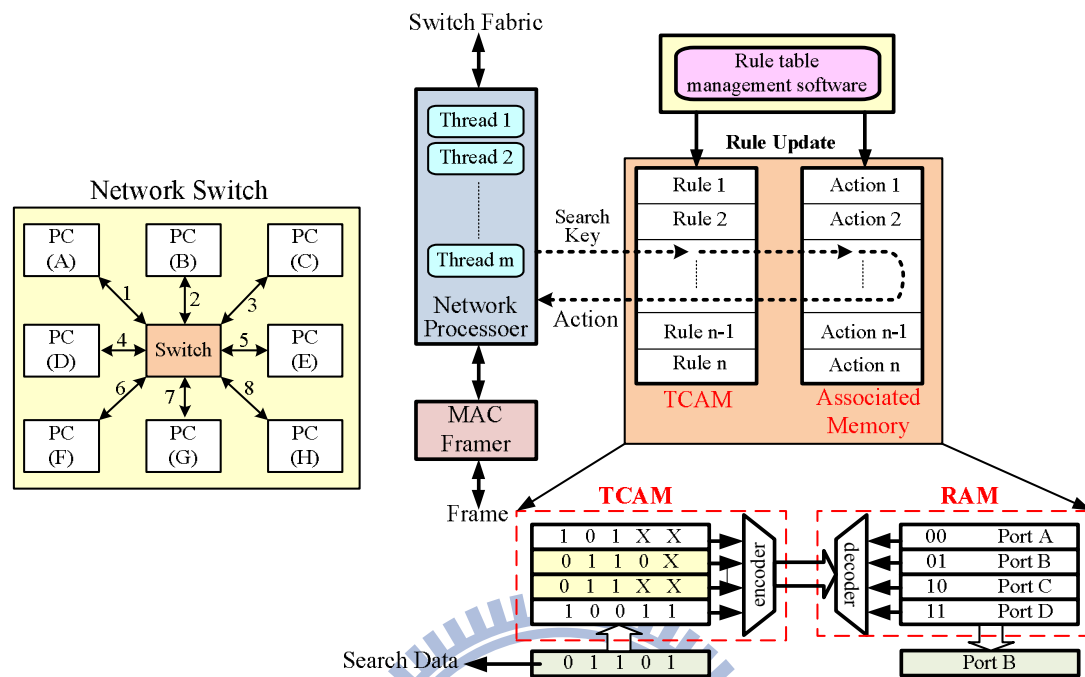 Network Switch
PC
(A)
PC
(B)
PC
(C)
1
2
3
PC
(D)
4
Switch
5
PC
(E)
6
7
8
PC
(F)
PC
(G)
PC
(H)
Switch Fabric
Thread 1
Thread 2
Thread m
Network
Processoer
MAC
Framer
Frame
Search
Key
Action
Rule table
management software
Rule Update
Rule 1
Rule 2
Rule n-1
Rule n
TCAM
Action 1
Action 2
Action n-1
Action n
Associated
Memory
TCAM
1 0 1 X X
0 1 1 0 X
0 1 1 X X
1 0 0 1 1
encoder
Search Data
0 1 1 0 1
RAM
decoder
00 Port A
01 Port B
10 Port C
11 Port D
Port B